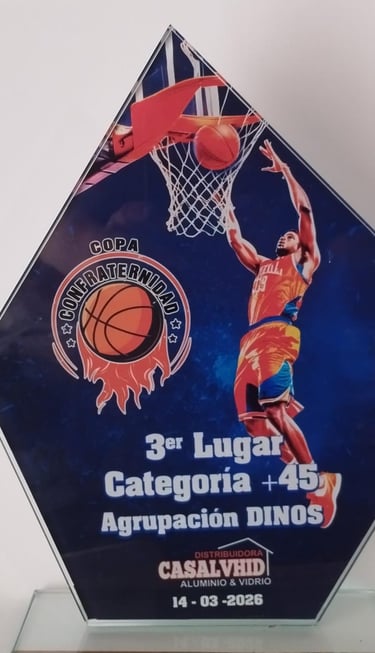 COPA
CONFRATERNIDAD
3er Lugar
Categoría +45
Agrupación DINOS
DISTRIBUIDORA
CASALVHID
ALUMINIO & VIDRIO
14 - 03 -2026